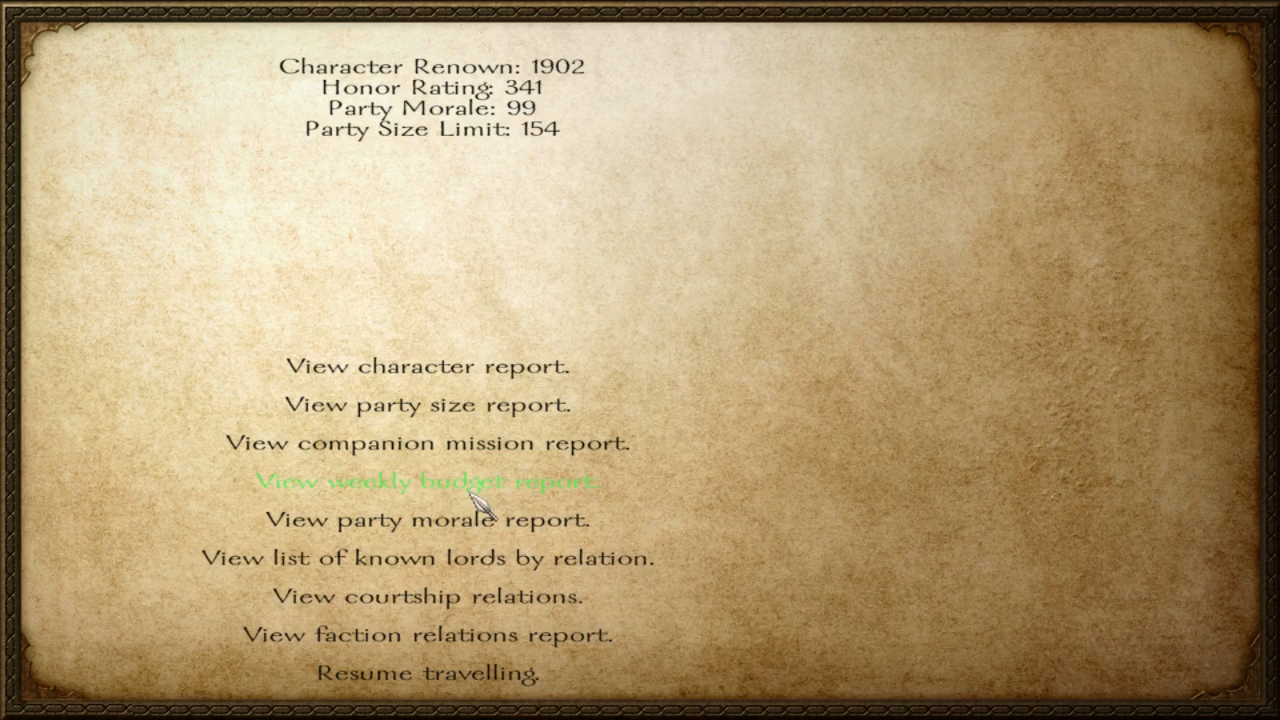 Character Renown: 1902
Honor Rating: 341
Party Morale: 99
Party Size Limit: 154
View character report.
View party size report.
View companion mission report.
View weekly budget report.
View party morale report.
View list of known lords by relation.
View courtship relations.
View faction relations report.
Resume travelling.